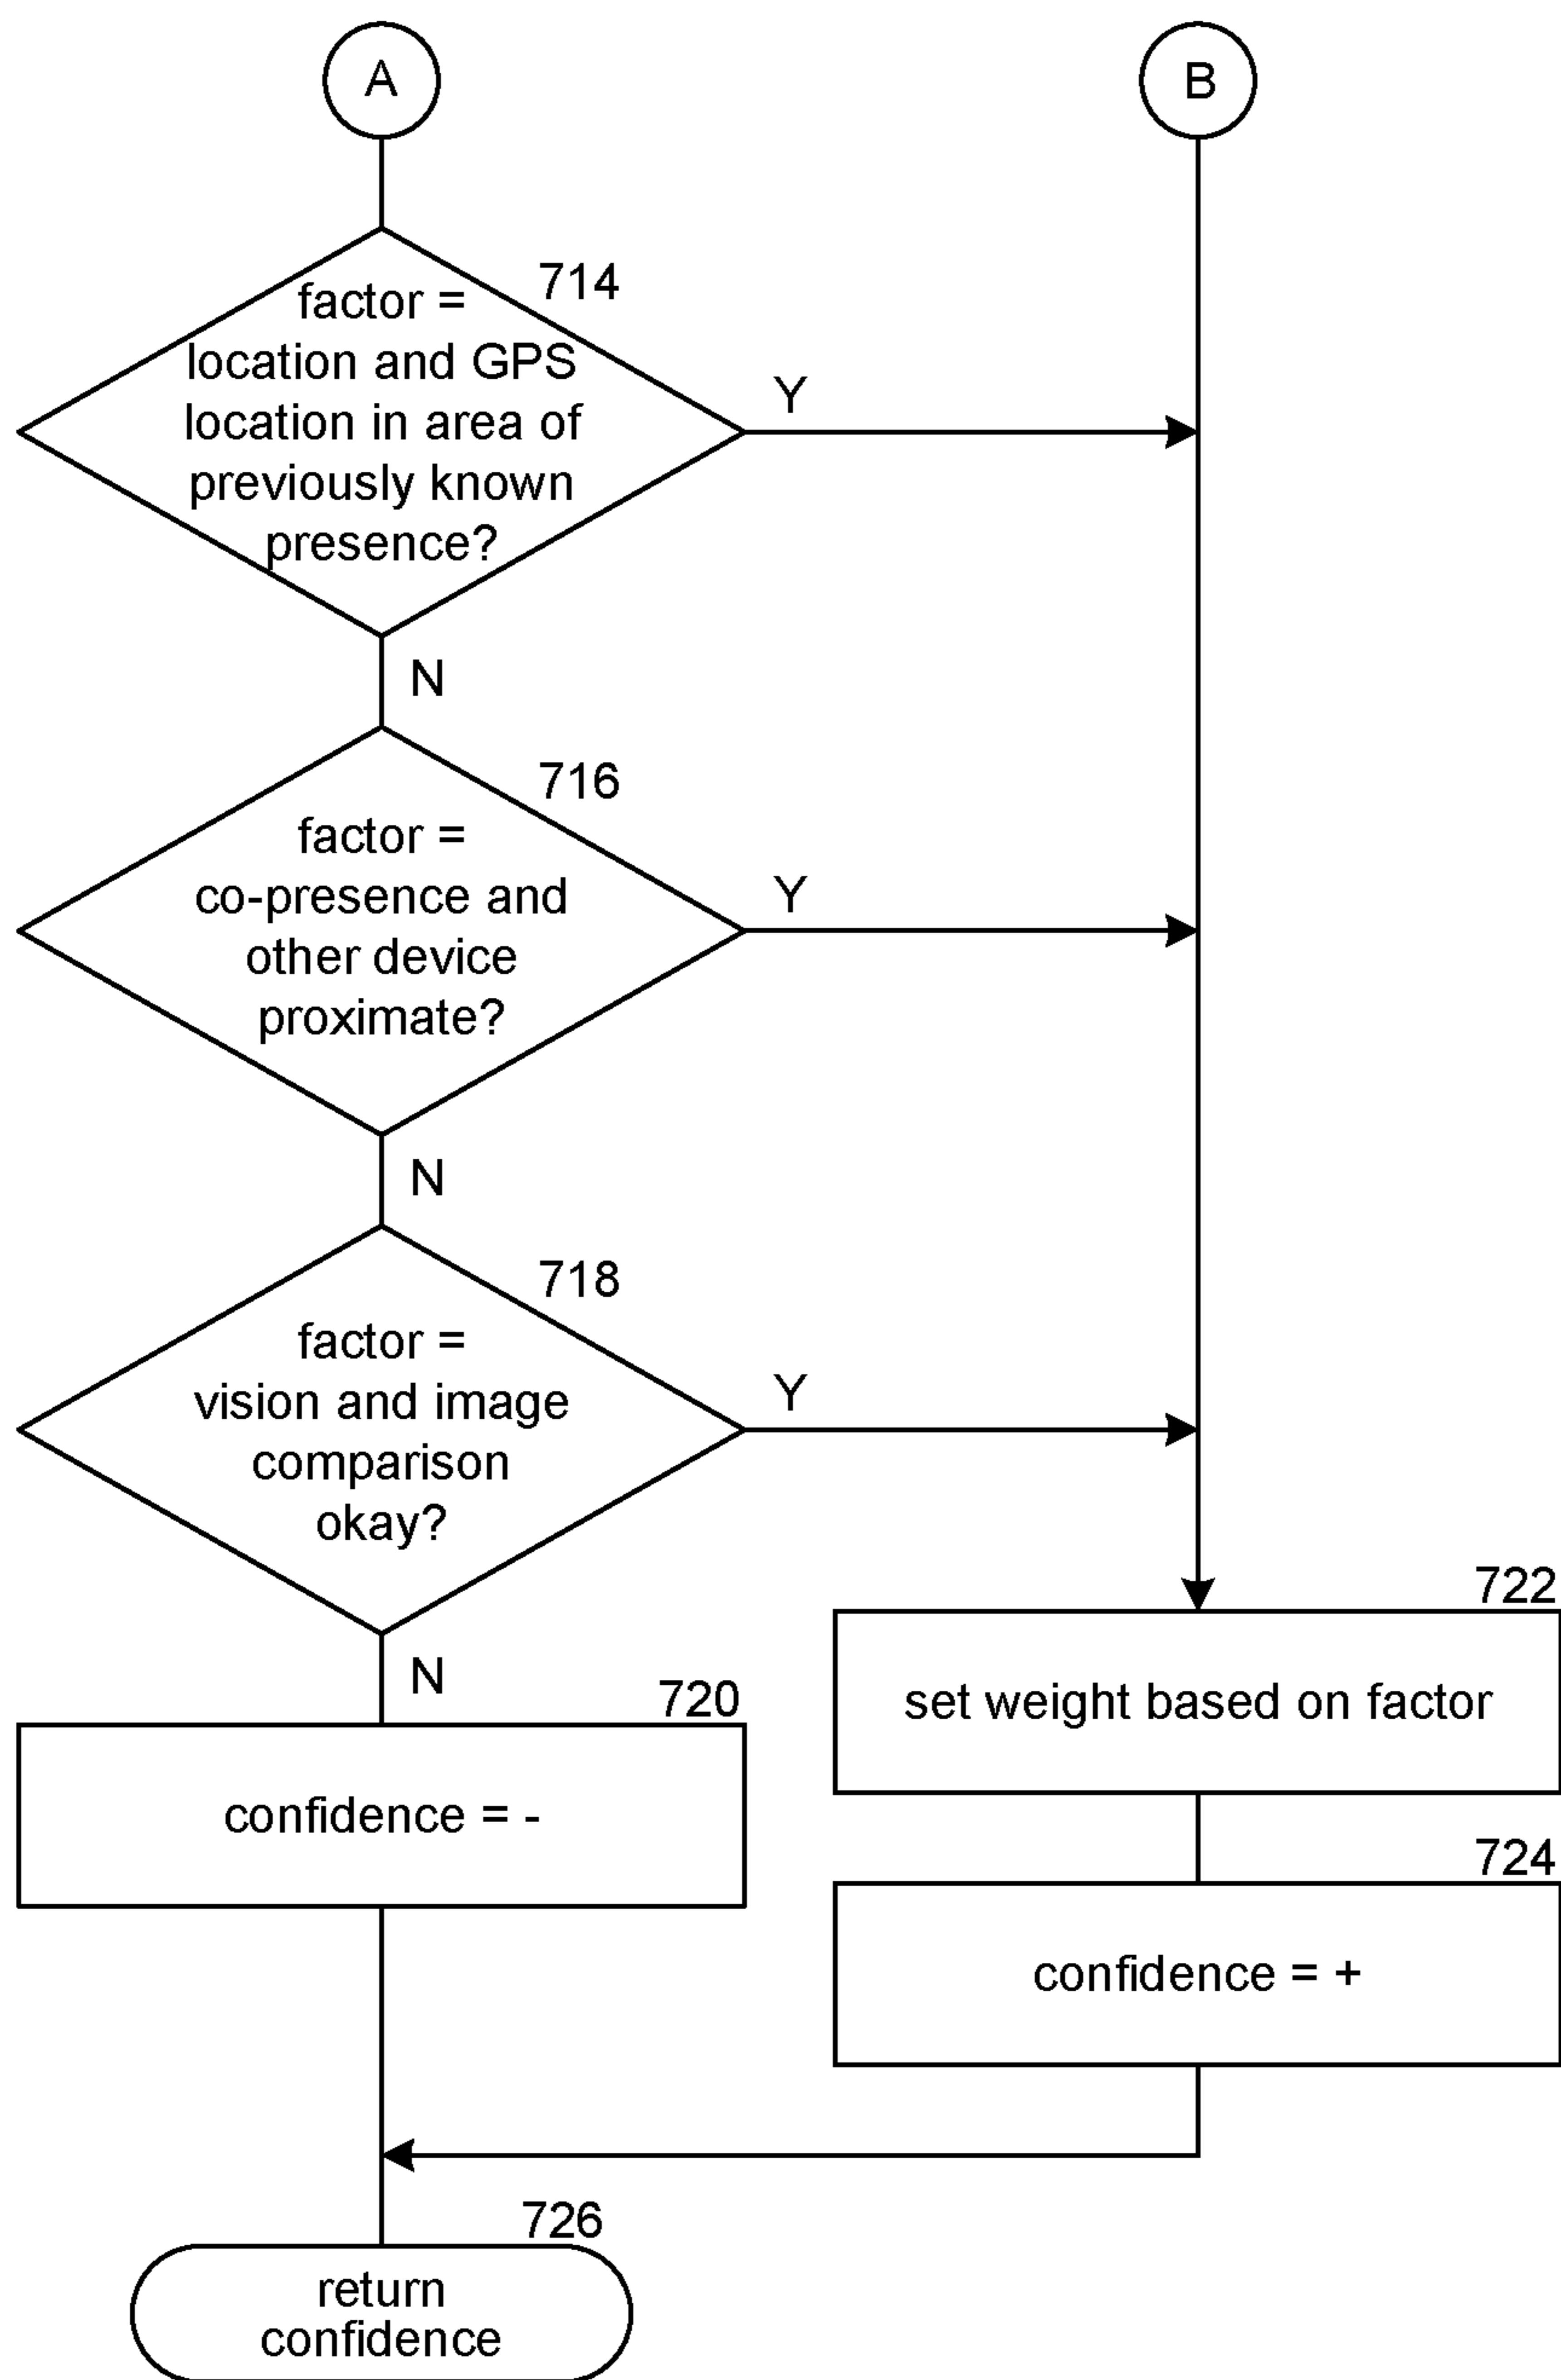 A
B
714
factor =
location and GPS
location in area of
previously known
presence?
Y
N
716
factor =
co-presence and
other device
proximate?
Y
N
718
factor =
vision and image
comparison
okay?
Y
N
720
confidence = -
722
set weight based on factor
724
confidence = +
726
return
confidence